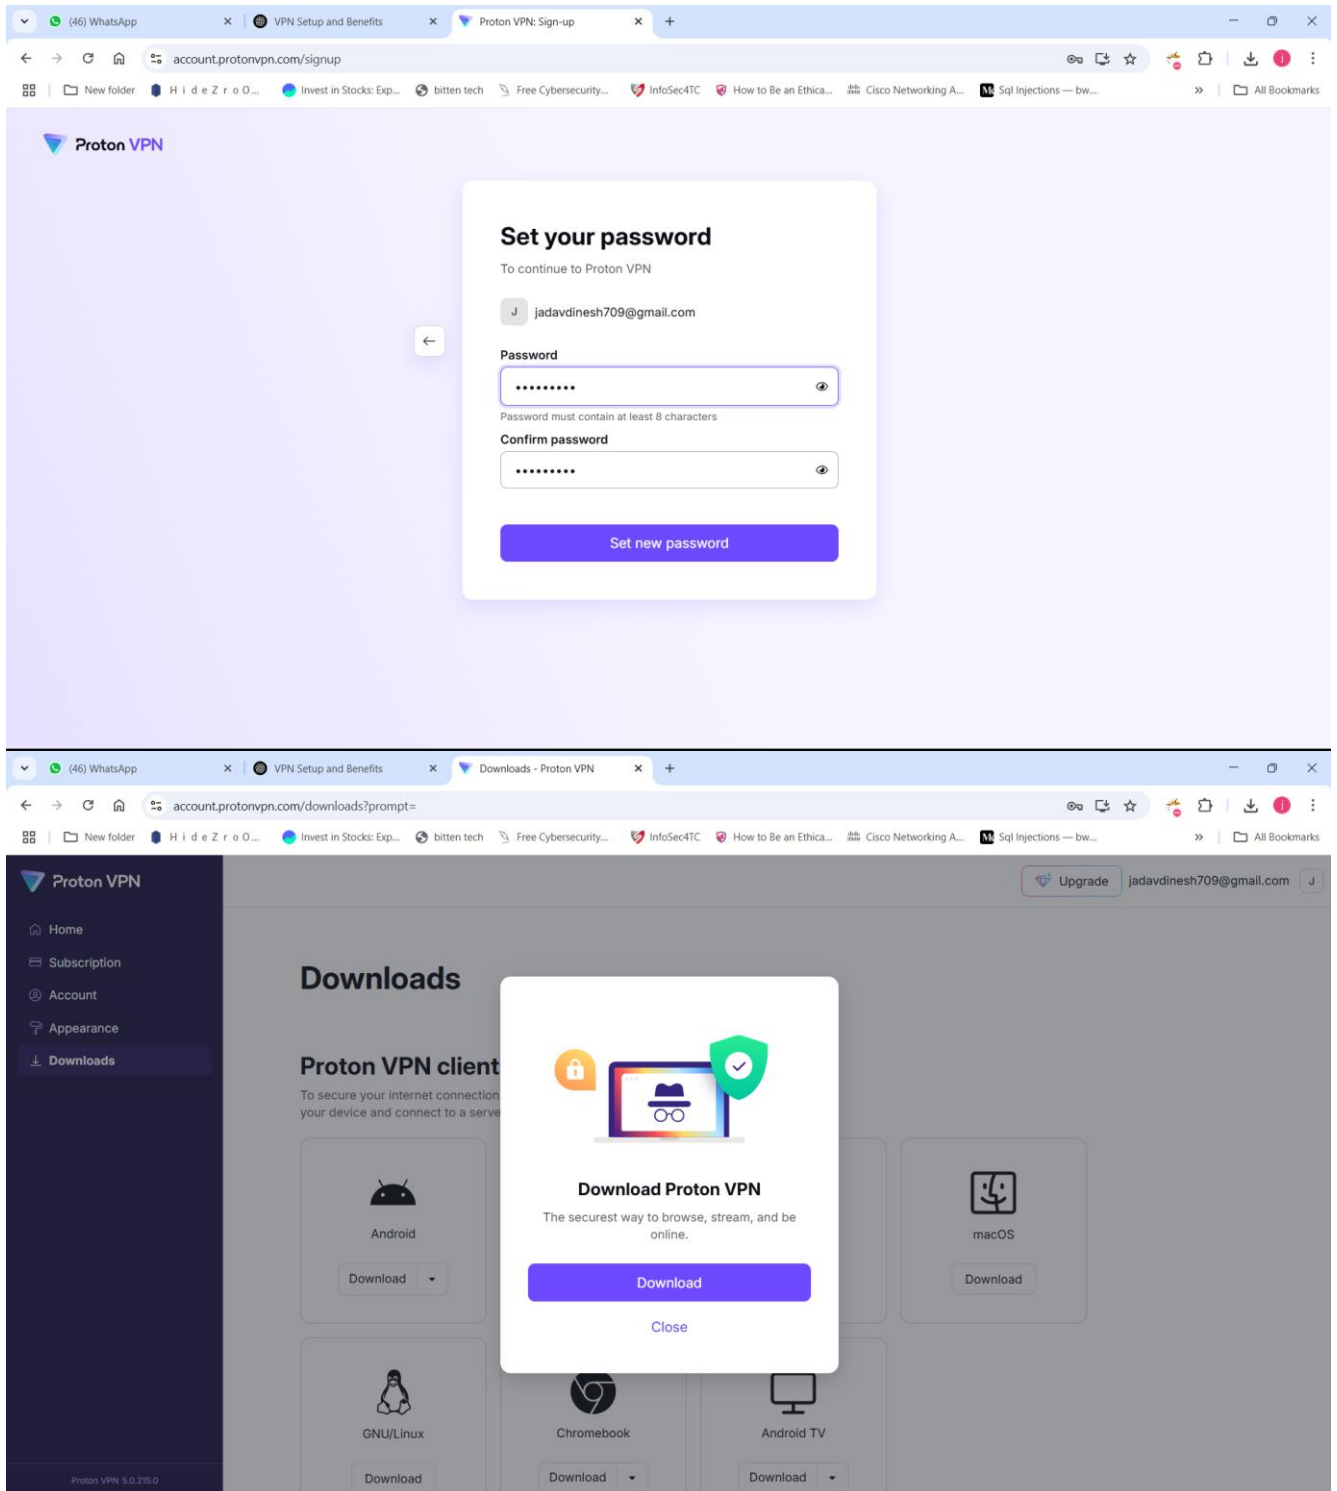 (46) WhatsApp
VPN Setup and Benefits
Proton VPN: Sign-up
account.protonvpn.com/signup
New folder
H i d e Z r o O...
Invest in Stocks: Exp...
bitten tech
Free Cybersecurity...
InfoSec4TC
How to Be an Ethica...
Cisco Networking A...
Sql Injections — bw...
All Bookmarks
Proton VPN
Set your password
To continue to Proton VPN
J jadavdinesh709@gmail.com
Password
•••••••••
Password must contain at least 8 characters
Confirm password
•••••••••
Set new password
(46) WhatsApp
VPN Setup and Benefits
Downloads - Proton VPN
account.protonvpn.com/downloads?prompt=
New folder
H i d e Z r o O...
Invest in Stocks: Exp...
bitten tech
Free Cybersecurity...
InfoSec4TC
How to Be an Ethica...
Cisco Networking A...
Sql Injections — bw...
All Bookmarks
Proton VPN
Upgrade
jadavdinesh709@gmail.com J
Home
Subscription
Account
Appearance
Downloads
Downloads
Proton VPN client
To secure your internet connection
your device and connect to a serve
Android
Download
macOS
Download
Download Proton VPN
The securest way to browse, stream, and be
online.
Download
Close
GNU/Linux
Download
Chromebook
Download
Android TV
Download
Proton VPN 5.0.215.0